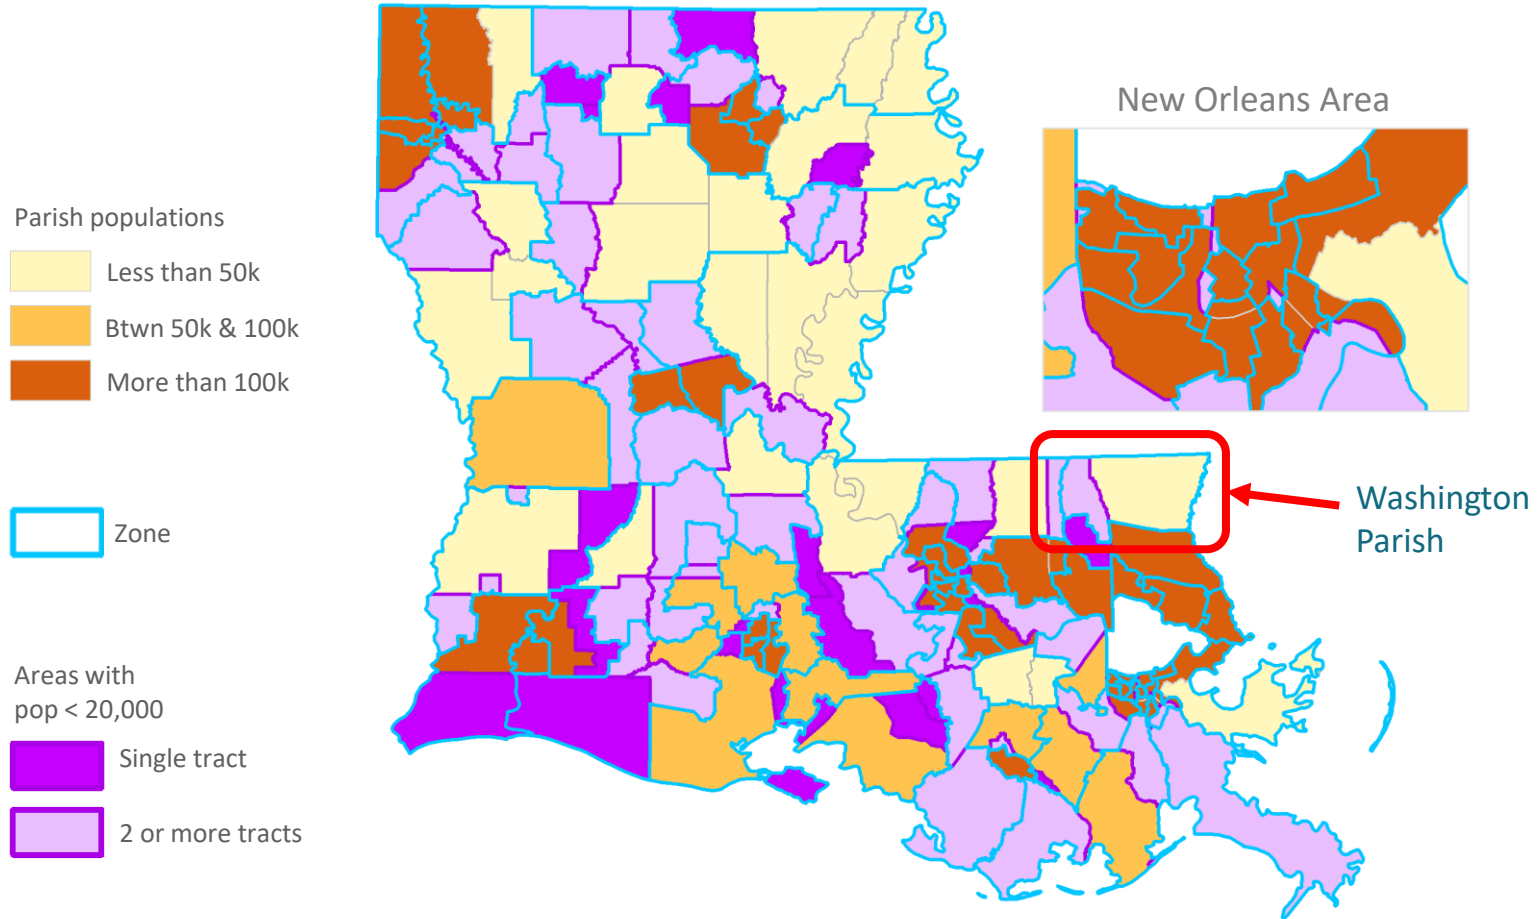 New Orleans Area
Parish populations
Less than 50k
Btwn 50k & 100k
More than 100k
Zone
Washington
Parish
Areas with
pop < 20,000
Single tract
2 or more tracts